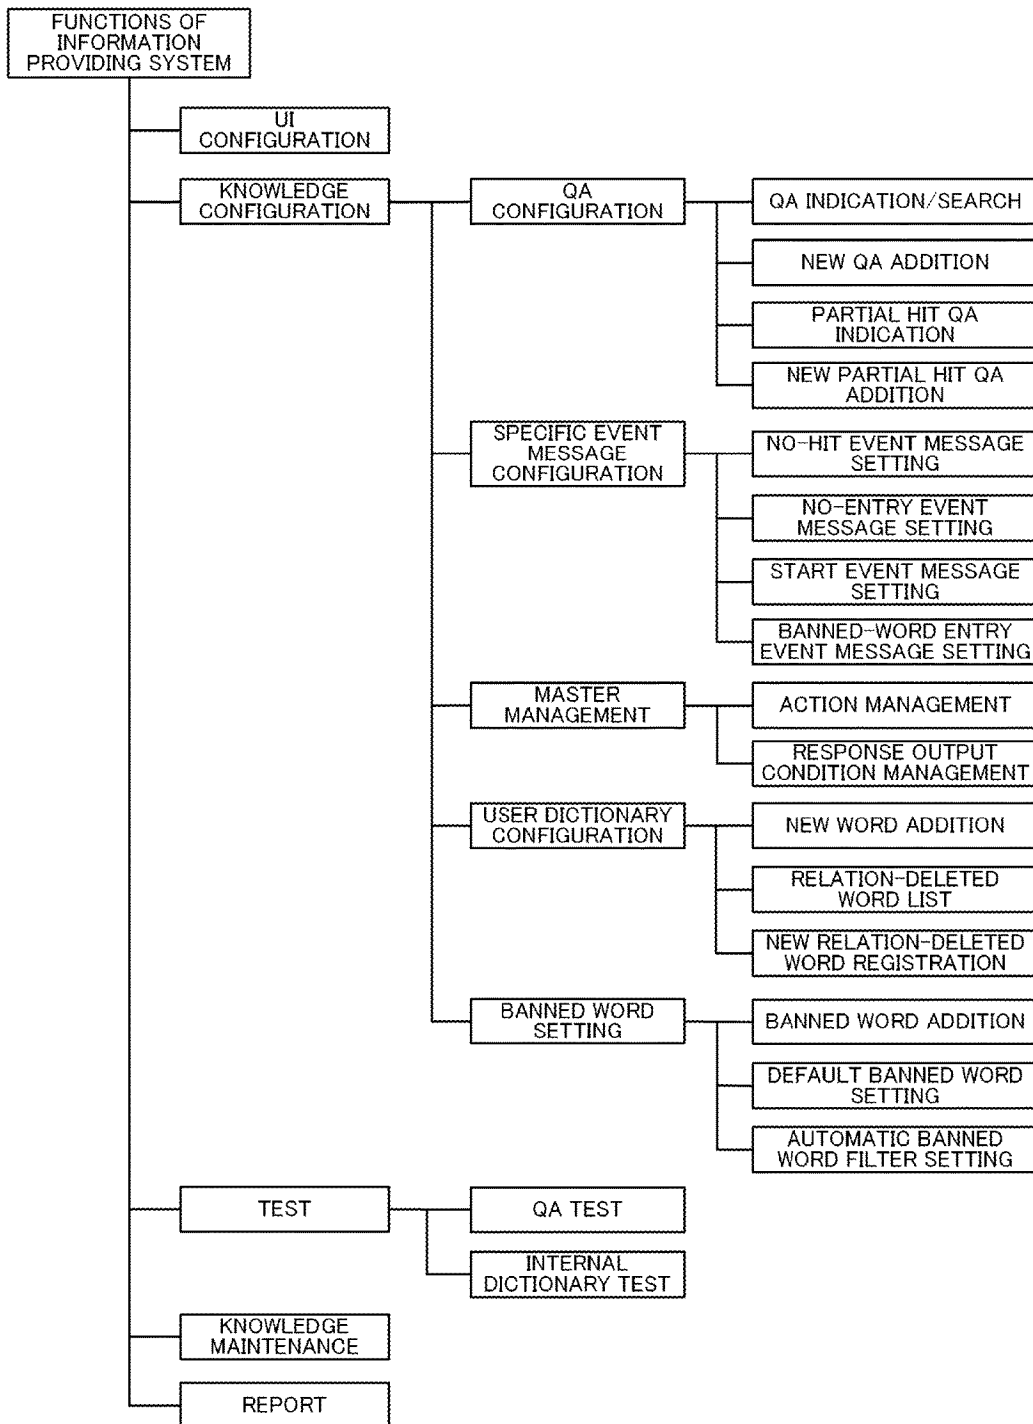 FUNCTIONS OF
INFORMATION
PROVIDING SYSTEM
UI
CONFIGURATION
KNOWLEDGE
CONFIGURATION
QA
CONFIGURATION
QA INDICATION/SEARCH
NEW QA ADDITION
PARTIAL HIT QA
INDICATION
NEW PARTIAL HIT QA
ADDITION
SPECIFIC EVENT
MESSAGE
CONFIGURATION
NO-HIT EVENT MESSAGE
SETTING
NO-ENTRY EVENT
MESSAGE SETTING
START EVENT MESSAGE
SETTING
BANNED-WORD ENTRY
EVENT MESSAGE SETTING
MASTER
MANAGEMENT
ACTION MANAGEMENT
RESPONSE OUTPUT
CONDITION MANAGEMENT
USER DICTIONARY
CONFIGURATION
NEW WORD ADDITION
RELATION-DELETED
WORD LIST
NEW RELATION-DELETED
WORD REGISTRATION
BANNED WORD
SETTING
BANNED WORD ADDITION
DEFAULT BANNED WORD
SETTING
AUTOMATIC BANNED
WORD FILTER SETTING
TEST
QA TEST
INTERNAL
DICTIONARY TEST
KNOWLEDGE
MAINTENANCE
REPORT